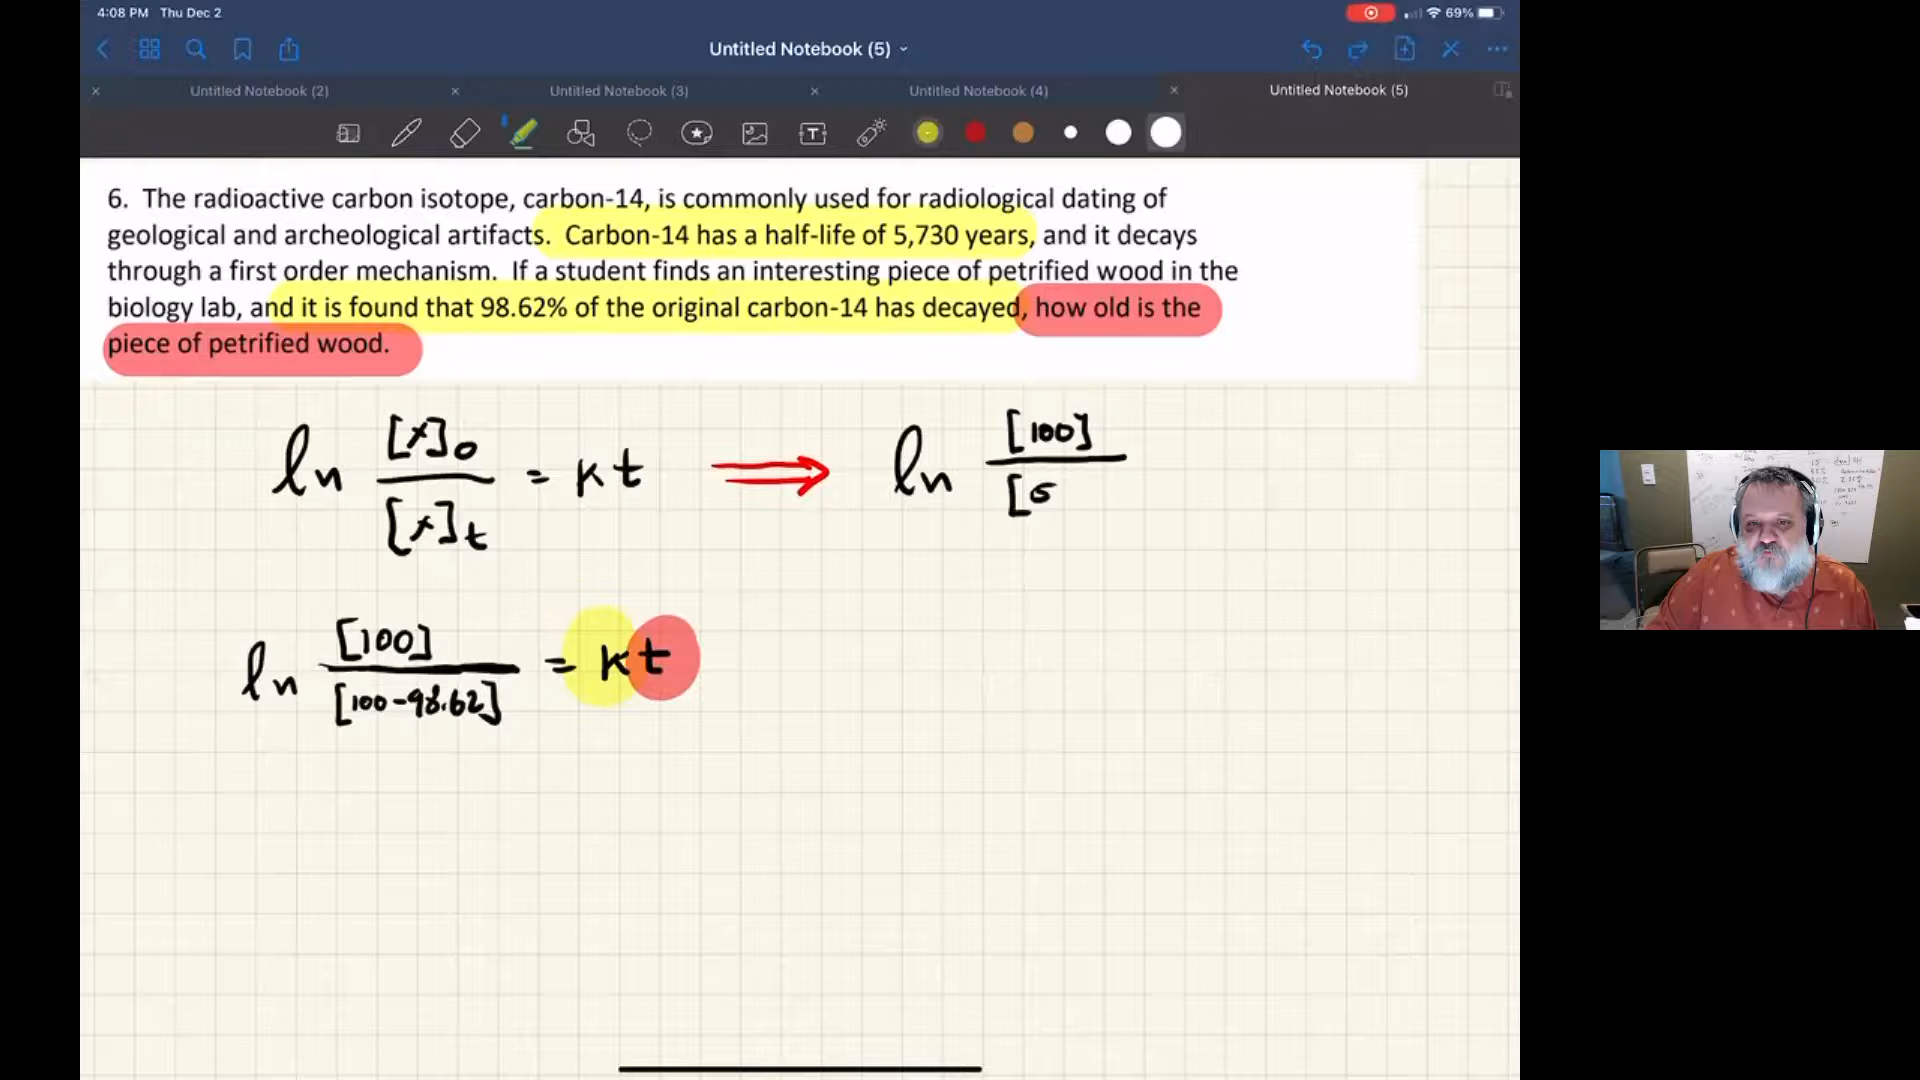 4:08 PM Thu Dec 2
69%
Untitled Notebook (5)
Untitled Notebook (2)
Untitled Notebook (3)
Untitled Notebook (4)
Untitled Notebook (5)
T
6. The radioactive carbon isotope, carbon-14, is commonly used for radiological dating of
geological and archeological artifacts. Carbon-14 has a half-life of 5,730 years, and it decays
through a first order mechanism. If a student finds an interesting piece of petrified wood in the
biology lab, and it is found that 98.62% of the original carbon-14 has decayed, how old is the
piece of petrified wood.
ln [x]₀ / [x]t = kt ⟹ ln [100] / [5
ln [100] / [100-98.62] = kt